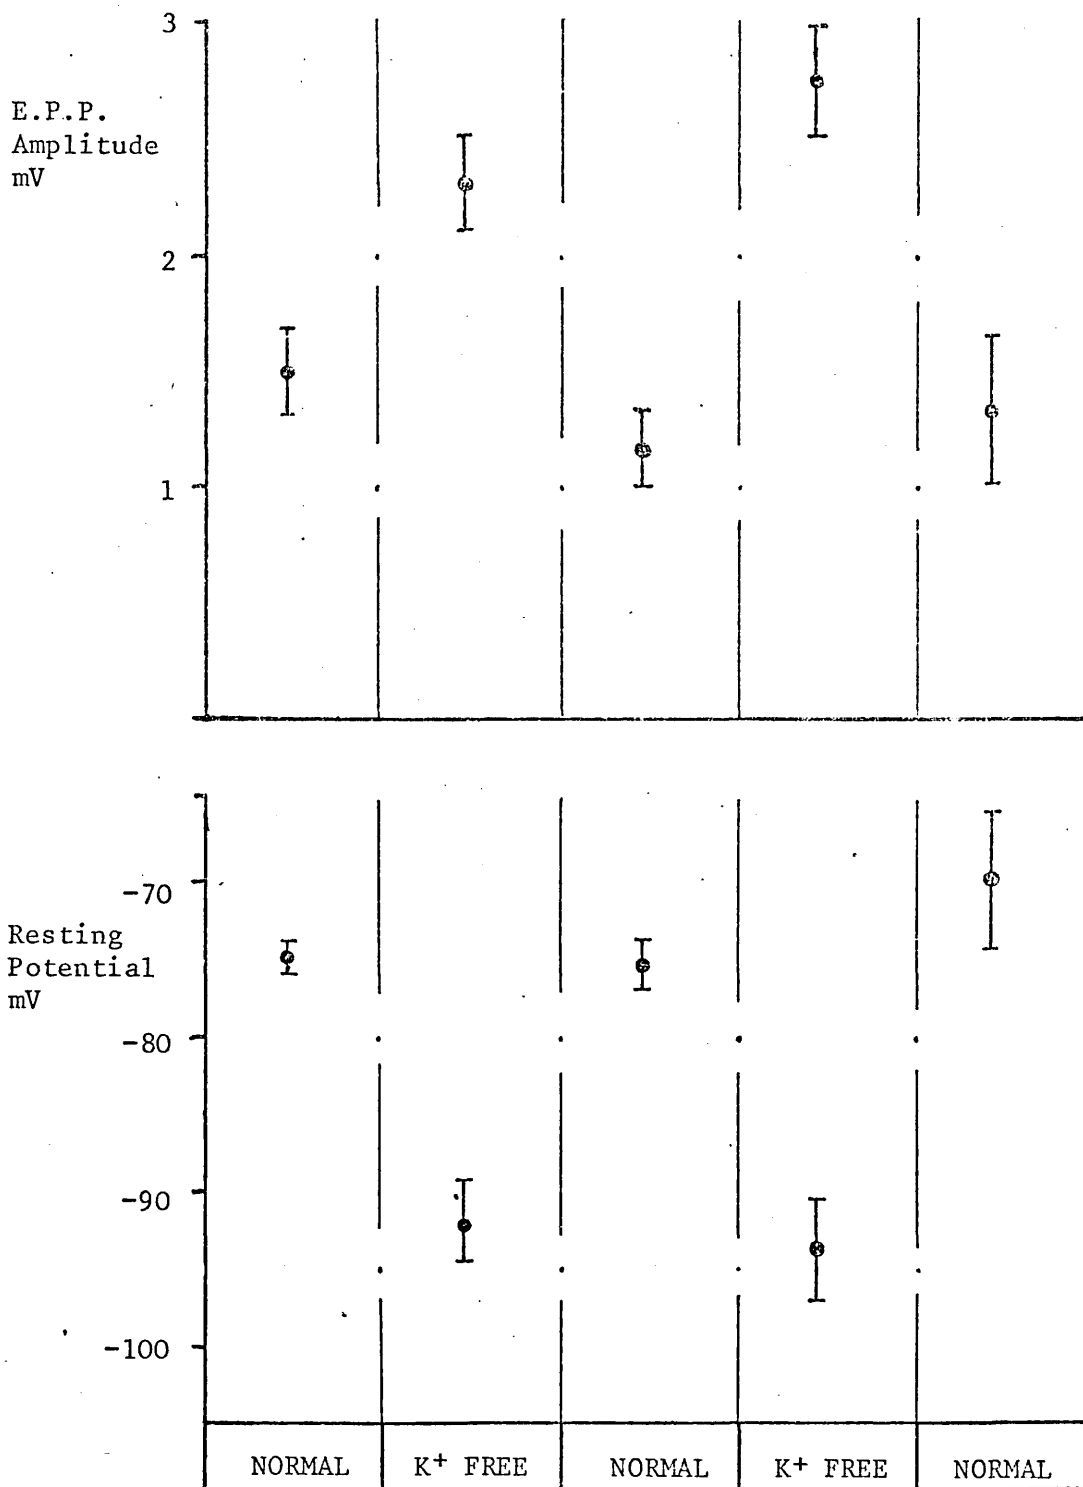 3
E.P.P.
Amplitude
mV
2
1
-70
Resting
Potential
mV
-80
-90
-100
NORMAL K⁺ FREE NORMAL K⁺ FREE NORMAL